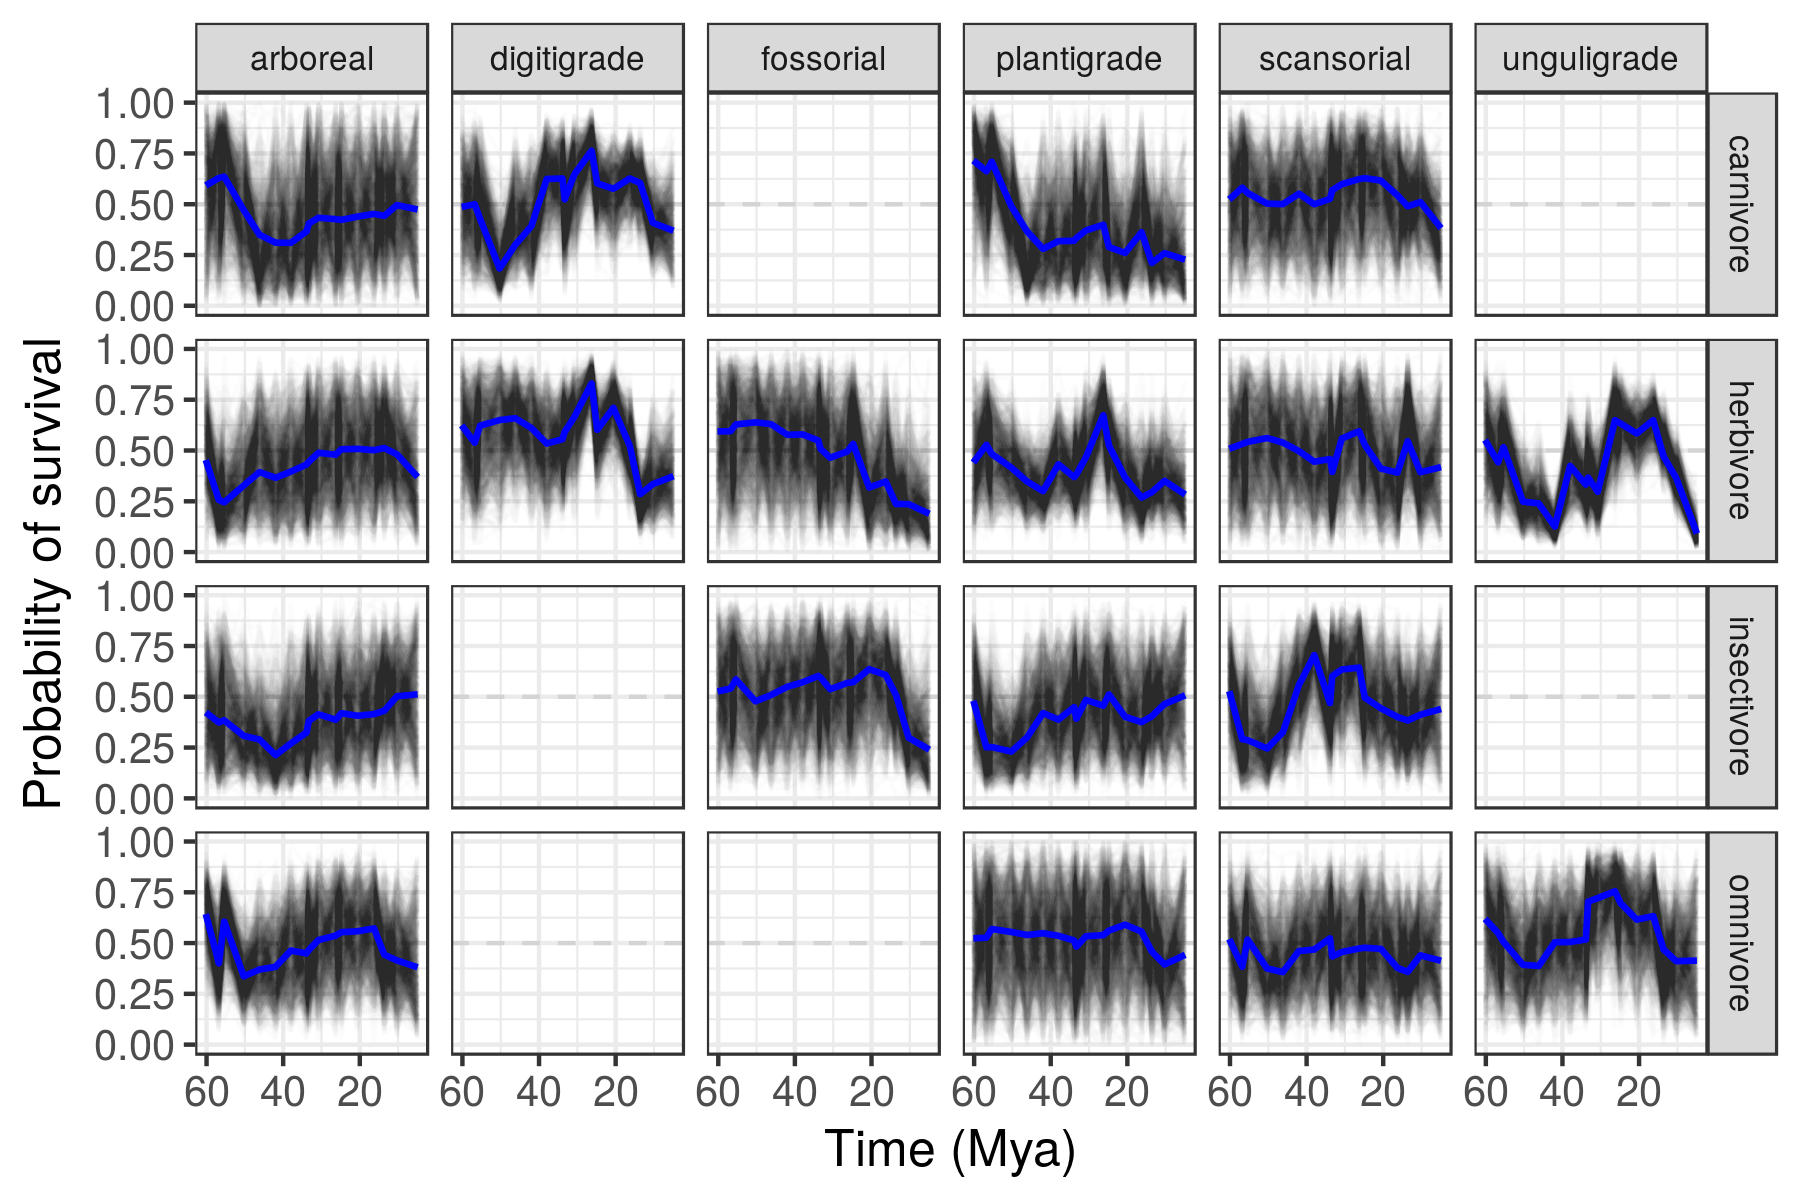 arboreal digitigrade fossorial plantigrade scansorial unguligrade
1.00
0.75
0.50
0.25
0.00
carnivore
1.00
0.75
0.50
0.25
0.00
herbivore
1.00
0.75
0.50
0.25
0.00
insectivore
1.00
0.75
0.50
0.25
0.00
omnivore
Probability of survival
60 40 20 60 40 20 60 40 20 60 40 20 60 40 20 60 40 20
Time (Mya)